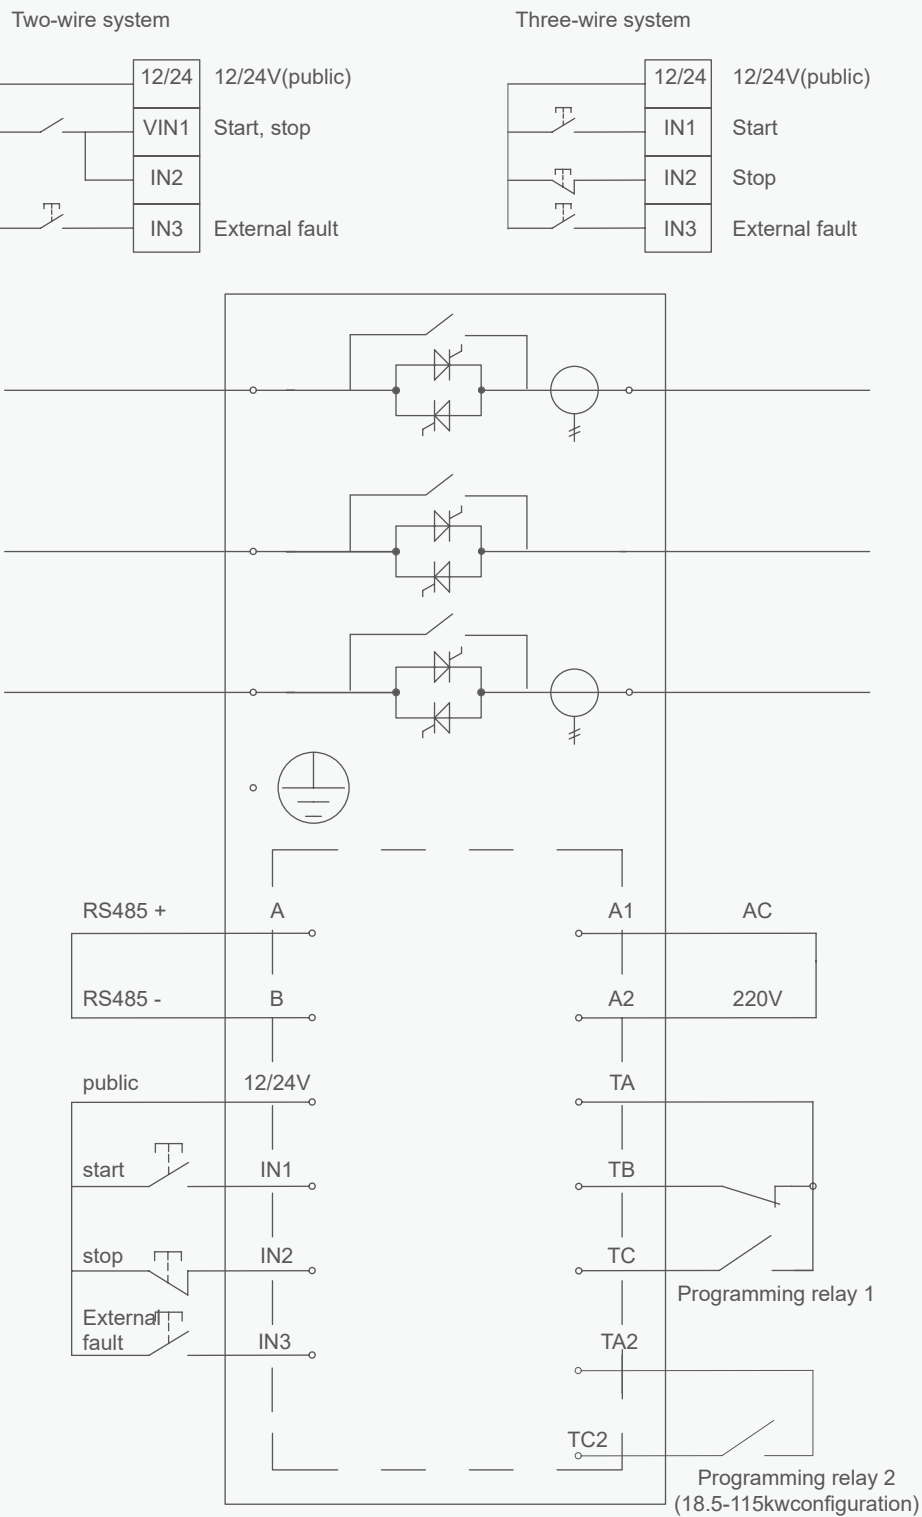 Two-wire system
Three-wire system
12/24 12/24V(public)
VIN1 Start, stop
IN2
IN3 External fault
12/24 12/24V(public)
IN1 Start
IN2 Stop
IN3 External fault
RS485 + A
A1 AC
RS485 - B
A2 220V
public 12/24V
TA
start IN1
TB
stop IN2
TC
Programming relay 1
External
fault IN3
TA2
TC2
Programming relay 2
(18.5-115kwconfiguration)